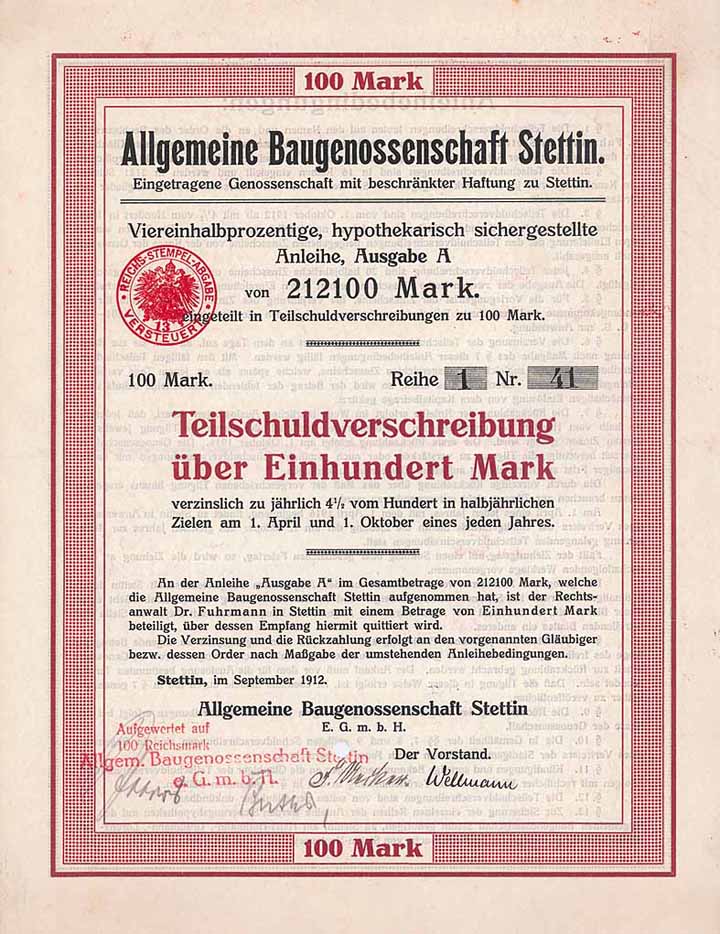 100 Mark
Allgemeine Baugenossenschaft Stettin.
Eingetragene Genossenschaft mit beschränkter Haftung zu Stettin.
Viereinhalbprozentige, hypothekarisch sichergestellte
Anleihe, Ausgabe A
von 212100 Mark.
eingeteilt in Teilschuldverschreibungen zu 100 Mark.
REICHS-STEMPEL-ABGABE
13
VERSTEUERT
100 Mark. Reihe 1 Nr. 41
Teilschuldverschreibung
über Einhundert Mark
verzinslich zu jährlich 4½ vom Hundert in halbjährlichen
Zielen am 1. April und 1. Oktober eines jeden Jahres.
An der Anleihe „Ausgabe A" im Gesamtbetrage von 212100 Mark, welche
die Allgemeine Baugenossenschaft Stettin aufgenommen hat, ist der Rechts-
anwalt Dr. Fuhrmann in Stettin mit einem Betrage von Einhundert Mark
beteiligt, über dessen Empfang hiermit quittiert wird.
Die Verzinsung und die Rückzahlung erfolgt an den vorgenannten Gläubiger
bezw. dessen Order nach Maßgabe der umstehenden Anleihebedingungen.
Stettin, im September 1912.
Allgemeine Baugenossenschaft Stettin
E. G. m. b. H.
Der Vorstand.
Aufgewertet auf
100 Reichsmark
Allgem. Baugenossenschaft Stettin
e. G. m. b. H.
Wellmann
100 Mark